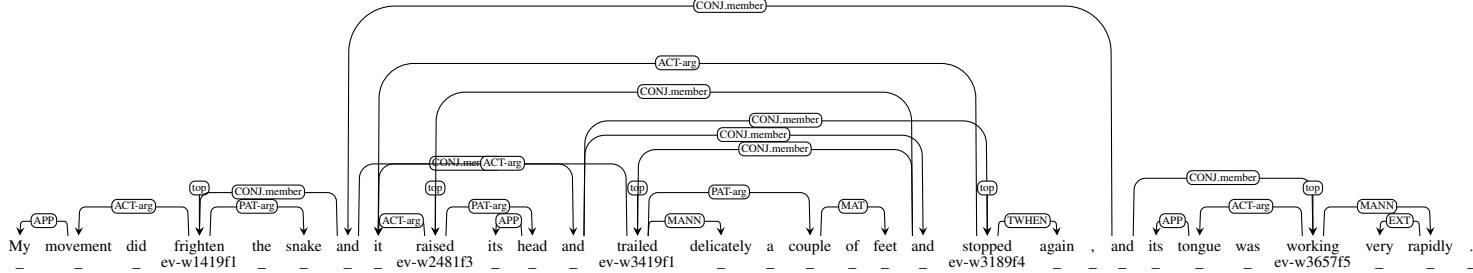 CONJ.member
ACT-arg
CONJ.member
CONJ.member
CONJ.member
CONJ.member
CONJ.mem ACT-arg
CONJ.member
top CONJ.member top top PAT-arg top top
ACT-arg PAT-arg PAT-arg MAT ACT-arg MANN
APP ACT-arg APP MANN TWHEN APP EXT
My movement did frighten the snake and it raised its head and trailed delicately a couple of feet and stopped again , and its tongue was working very rapidly .
_ _ _ ev-w1419f1 _ _ _ _ ev-w2481f3 _ _ _ ev-w3419f1 _ _ _ _ _ _ ev-w3189f4 _ _ _ _ _ _ ev-w3657f5 _ _ _